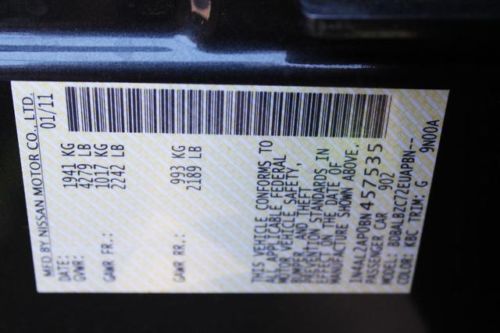 MFD BY NISSAN MOTOR CO., LTD.
DATE: 01/11
GVWR: 1941 KG
4279 LB
GAWR FR.: 1017 KG
2242 LB
GAWR RR.: 993 KG
2189 LB
THIS VEHICLE CONFORMS TO
ALL APPLICABLE FEDERAL
MOTOR VEHICLE SAFETY,
BUMPER, AND THEFT
PREVENTION STANDARDS IN
EFFECT ON THE DATE OF
MANUFACTURE SHOWN ABOVE.
1N4AL2AP0BN457535
PASSENGER CAR 902
MODEL: BDBALBZC72EUAPBN--
COLOR: KBC TRIM: G 9N00A